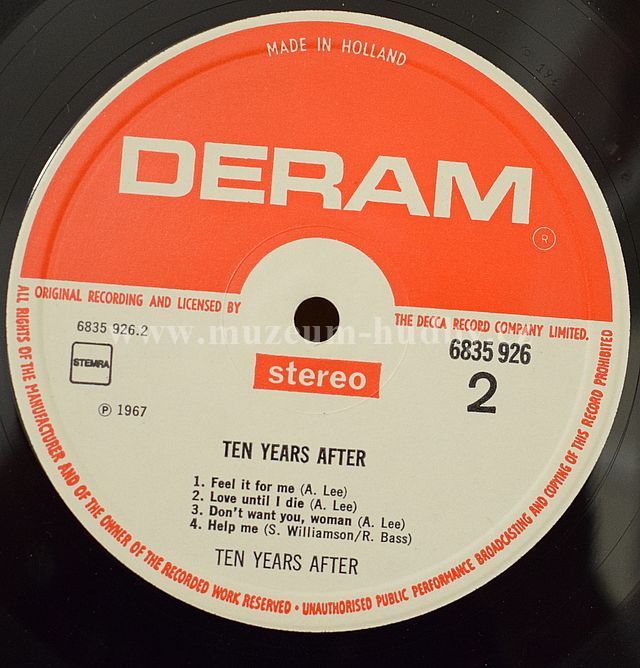 MADE IN HOLLAND
DERAM
R
ORIGINAL RECORDING AND LICENSED BY THE DECCA RECORD COMPANY LIMITED.
6835 926.2
6835 926
STEMRA
stereo
2
℗ 1967
TEN YEARS AFTER
1. Feel it for me (A. Lee)
2. Love until I die (A. Lee)
3. Don't want you, woman (A. Lee)
4. Help me (S. Williamson/R. Bass)
TEN YEARS AFTER
ALL RIGHTS OF THE MANUFACTURER AND OF THE OWNER OF THE RECORDED WORK RESERVED • UNAUTHORISED PUBLIC PERFORMANCE BROADCASTING AND COPYING OF THIS RECORD PROHIBITED